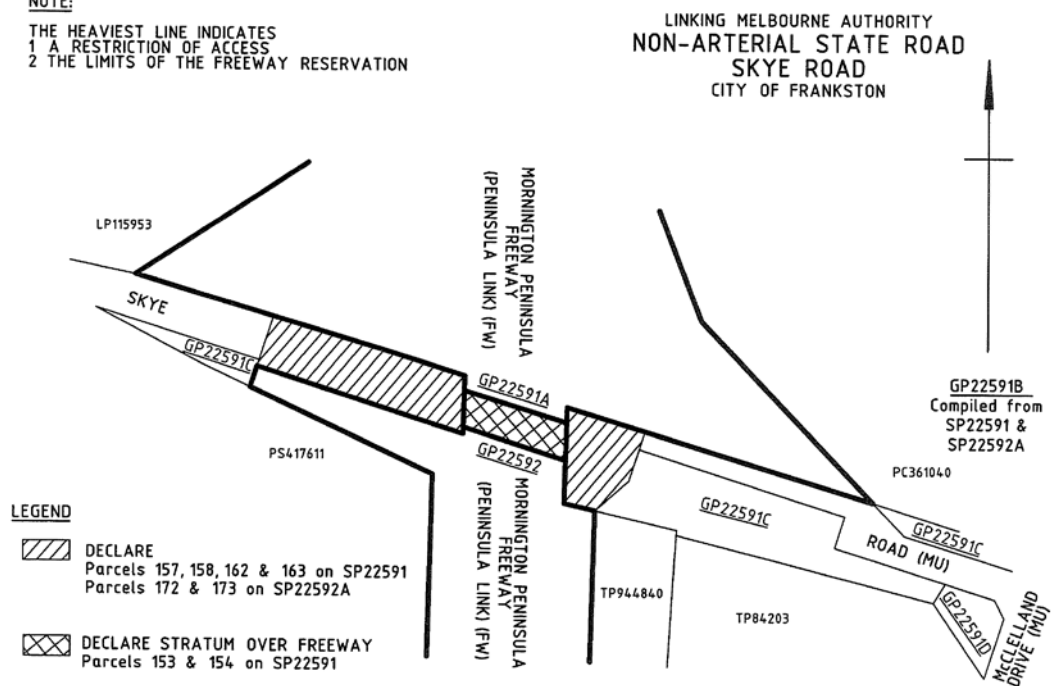 NOTE:
THE HEAVIEST LINE INDICATES
1 A RESTRICTION OF ACCESS
2 THE LIMITS OF THE FREEWAY RESERVATION
LINKING MELBOURNE AUTHORITY
NON-ARTERIAL STATE ROAD
SKYE ROAD
CITY OF FRANKSTON
LP115953
MORNINGTON PENINSULA
FREEWAY
(PENINSULA LINK) (FW)
SKYE
GP22591C
GP22591A
GP22592
PS417611
GP22591B
Compiled from
SP22591 &
SP22592A
PC361040
GP22591C
GP22591C
ROAD (MU)
GP22591D
McCLELLAND
DRIVE (MU)
TP944840
TP84203
MORNINGTON PENINSULA
FREEWAY
(PENINSULA LINK) (FW)
LEGEND
DECLARE
Parcels 157, 158, 162 & 163 on SP22591
Parcels 172 & 173 on SP22592A
DECLARE STRATUM OVER FREEWAY
Parcels 153 & 154 on SP22591